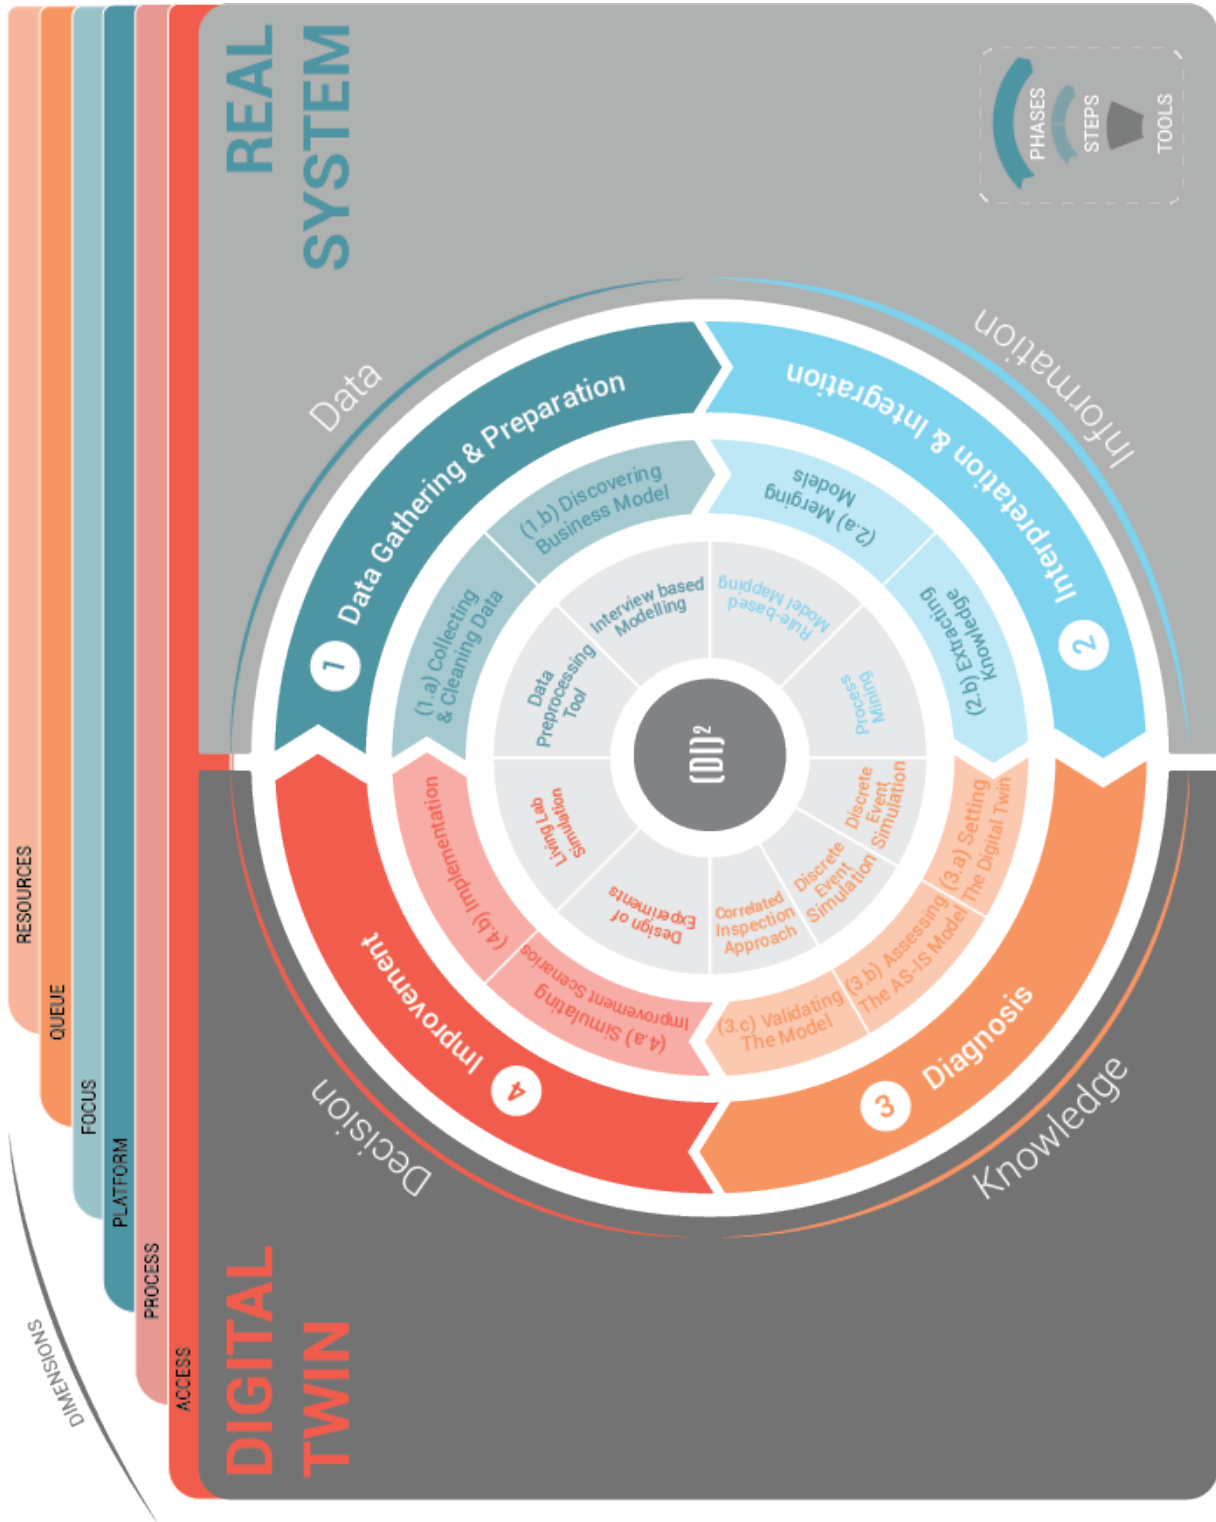 DIMENSIONS
RESOURCES
QUEUE
FOCUS
PLATFORM
PROCESS
ACCESS
DIGITAL
TWIN
REAL
SYSTEM
PHASES
STEPS
TOOLS
Data
Information
Knowledge
Decision
1 Data Gathering & Preparation
2 Interpretation & Integration
3 Diagnosis
4 Improvement
(1.a) Collecting
& Cleaning Data
(1.b) Discovering
Business Model
(2.a) Merging
Models
(2.b) Extracting
Knowledge
(3.a) Setting
The Digital Twin
(3.b) Assessing
The AS-IS Model
(3.c) Validating
The Model
(4.a) Simulating
Improvement Scenarios
(4.b) Implementation
Data
Preprocessing
Tool
Interview based
Modelling
Rule-based
Model Mapping
Process
Mining
Discrete
Event
Simulation
Discrete
Event
Simulation
Correlated
Inspection
Approach
Design of
Experiments
Living Lab
Simulation
(DI)²